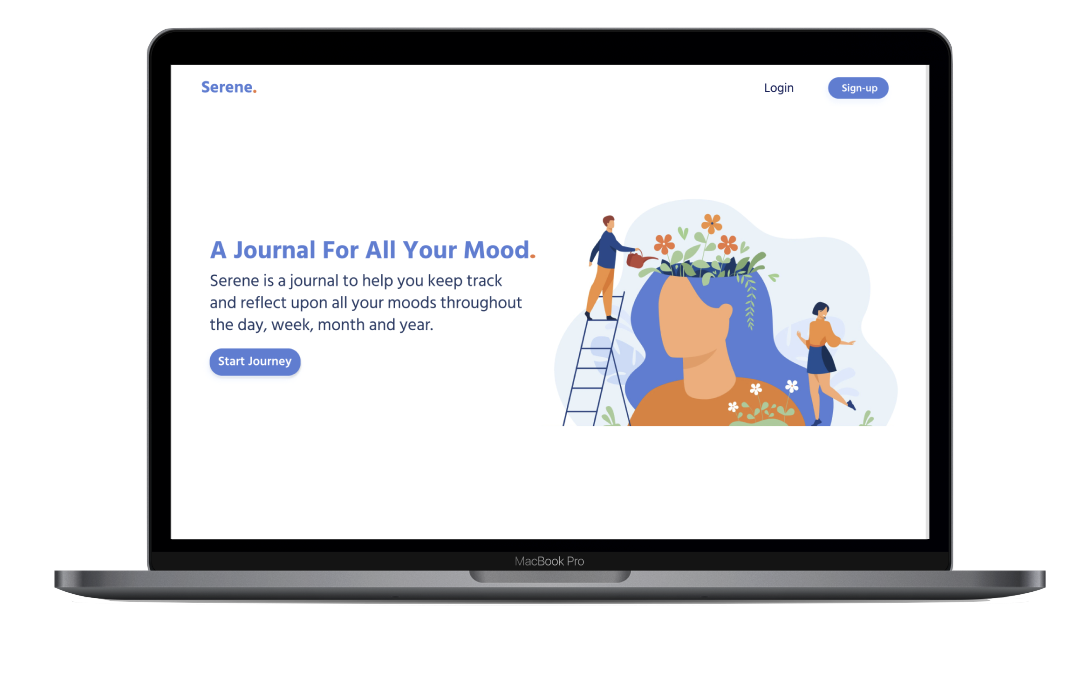 Serene.
Login
Sign-up
A Journal For All Your Mood.
Serene is a journal to help you keep track
and reflect upon all your moods throughout
the day, week, month and year.
Start Journey
MacBook Pro